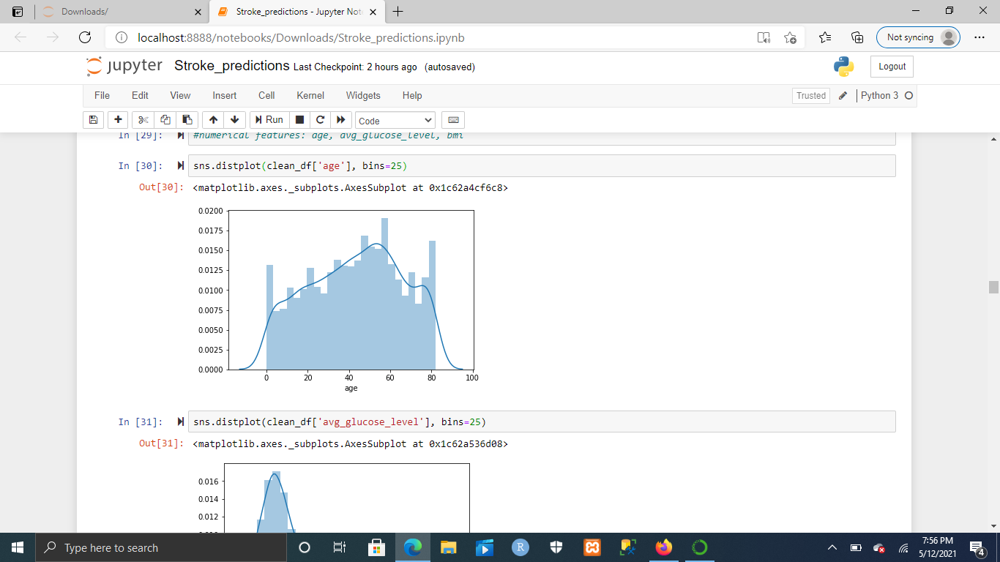 Downloads/
Stroke_predictions - Jupyter Not
localhost:8888/notebooks/Downloads/Stroke_predictions.ipynb
Not syncing
jupyter Stroke_predictions Last Checkpoint: 2 hours ago (autosaved)
Logout
File Edit View Insert Cell Kernel Widgets Help
Trusted
Python 3
Run
Code
In [29]: #numerical features: age, avg_glucose_level, bmi
In [30]: sns.distplot(clean_df['age'], bins=25)
Out[30]: <matplotlib.axes._subplots.AxesSubplot at 0x1c62a4cf6c8>
0.0200
0.0175
0.0150
0.0125
0.0100
0.0075
0.0050
0.0025
0.0000
0 20 40 60 80 100
age
In [31]: sns.distplot(clean_df['avg_glucose_level'], bins=25)
Out[31]: <matplotlib.axes._subplots.AxesSubplot at 0x1c62a536d08>
0.016
0.014
0.012
Type here to search
R
7:56 PM
5/12/2021
4